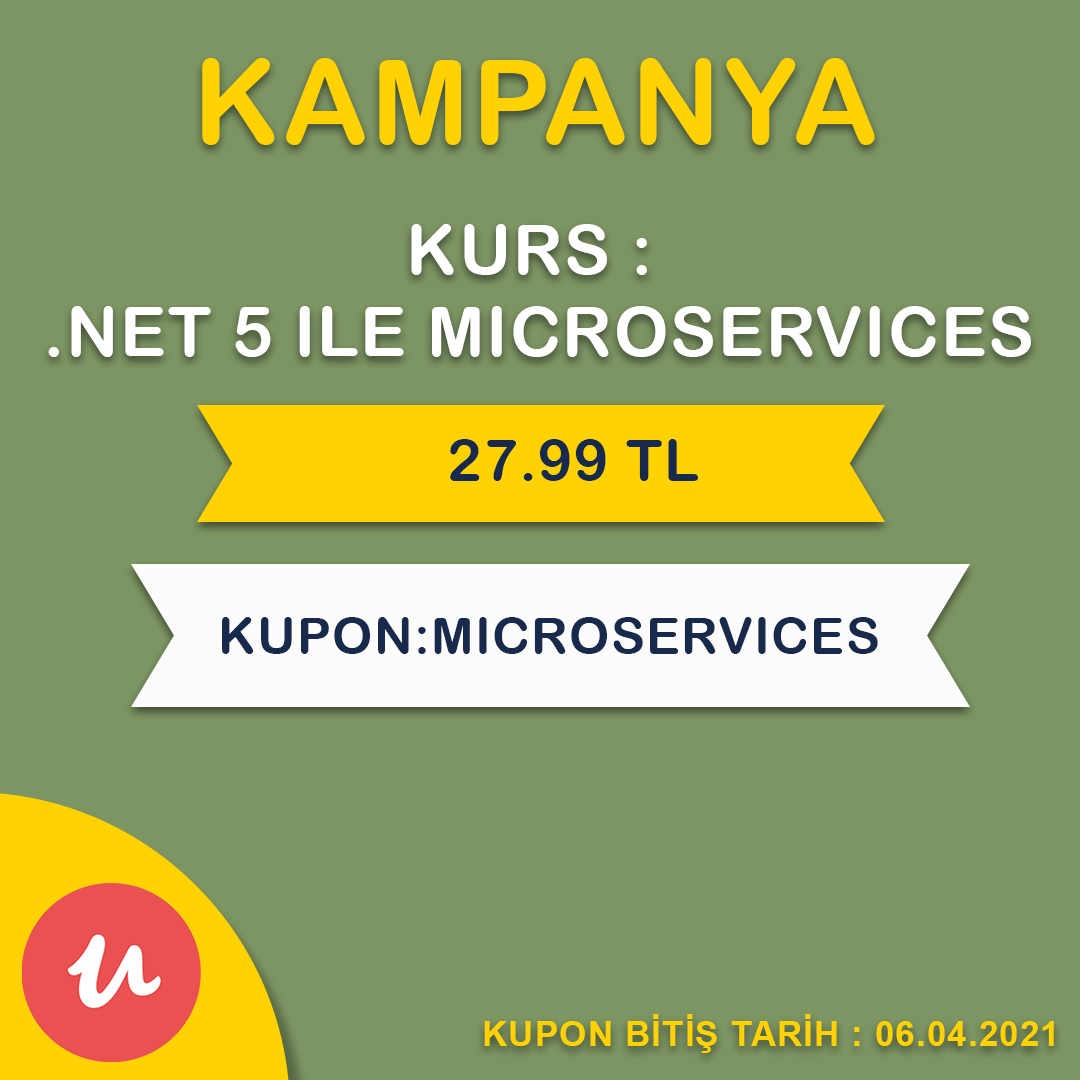 KAMPANYA
KURS :
.NET 5 ILE MICROSERVICES
27.99 TL
KUPON:MICROSERVICES
u
KUPON BİTİŞ TARİH : 06.04.2021